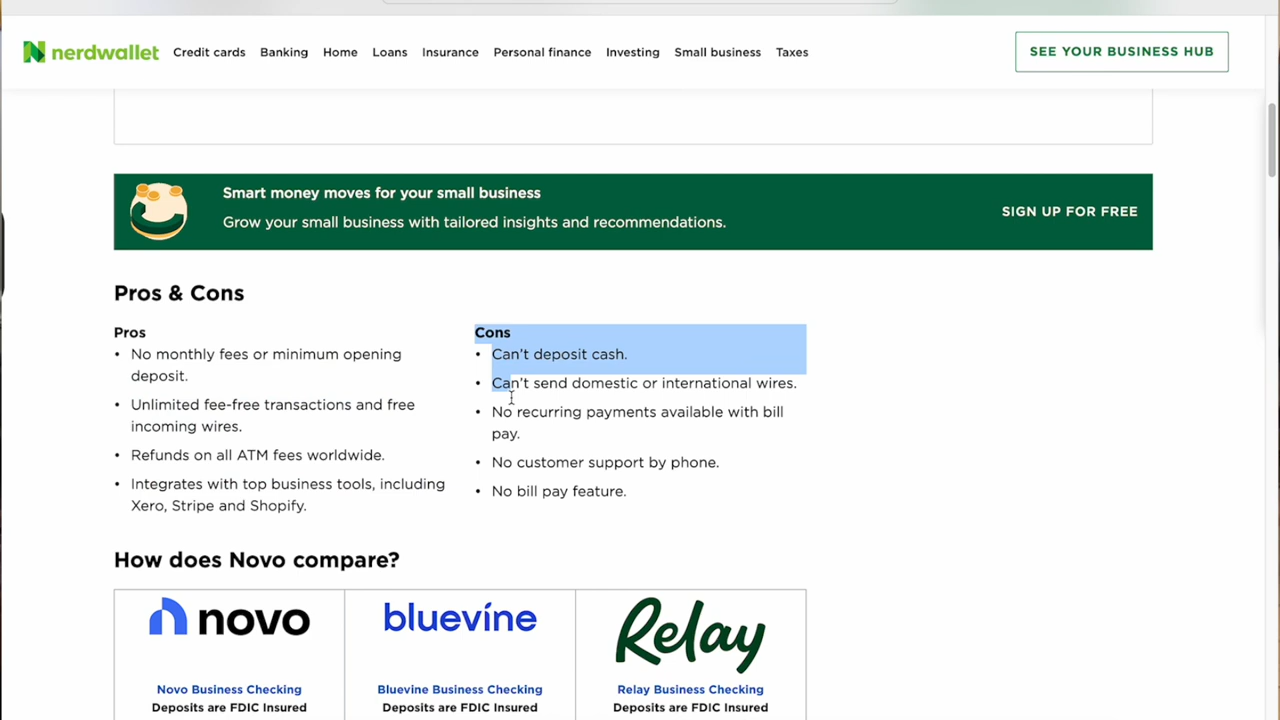 nerdwallet Credit cards Banking Home Loans Insurance Personal finance Investing Small business Taxes SEE YOUR BUSINESS HUB
Smart money moves for your small business
Grow your small business with tailored insights and recommendations.
SIGN UP FOR FREE
Pros & Cons
Pros
• No monthly fees or minimum opening
deposit.
• Unlimited fee-free transactions and free
incoming wires.
• Refunds on all ATM fees worldwide.
• Integrates with top business tools, including
Xero, Stripe and Shopify.
Cons
• Can’t deposit cash.
• Can’t send domestic or international wires.
• No recurring payments available with bill
pay.
• No customer support by phone.
• No bill pay feature.
How does Novo compare?
novo
Novo Business Checking
Deposits are FDIC Insured
bluevine
Bluevine Business Checking
Deposits are FDIC Insured
Relay
Relay Business Checking
Deposits are FDIC Insured